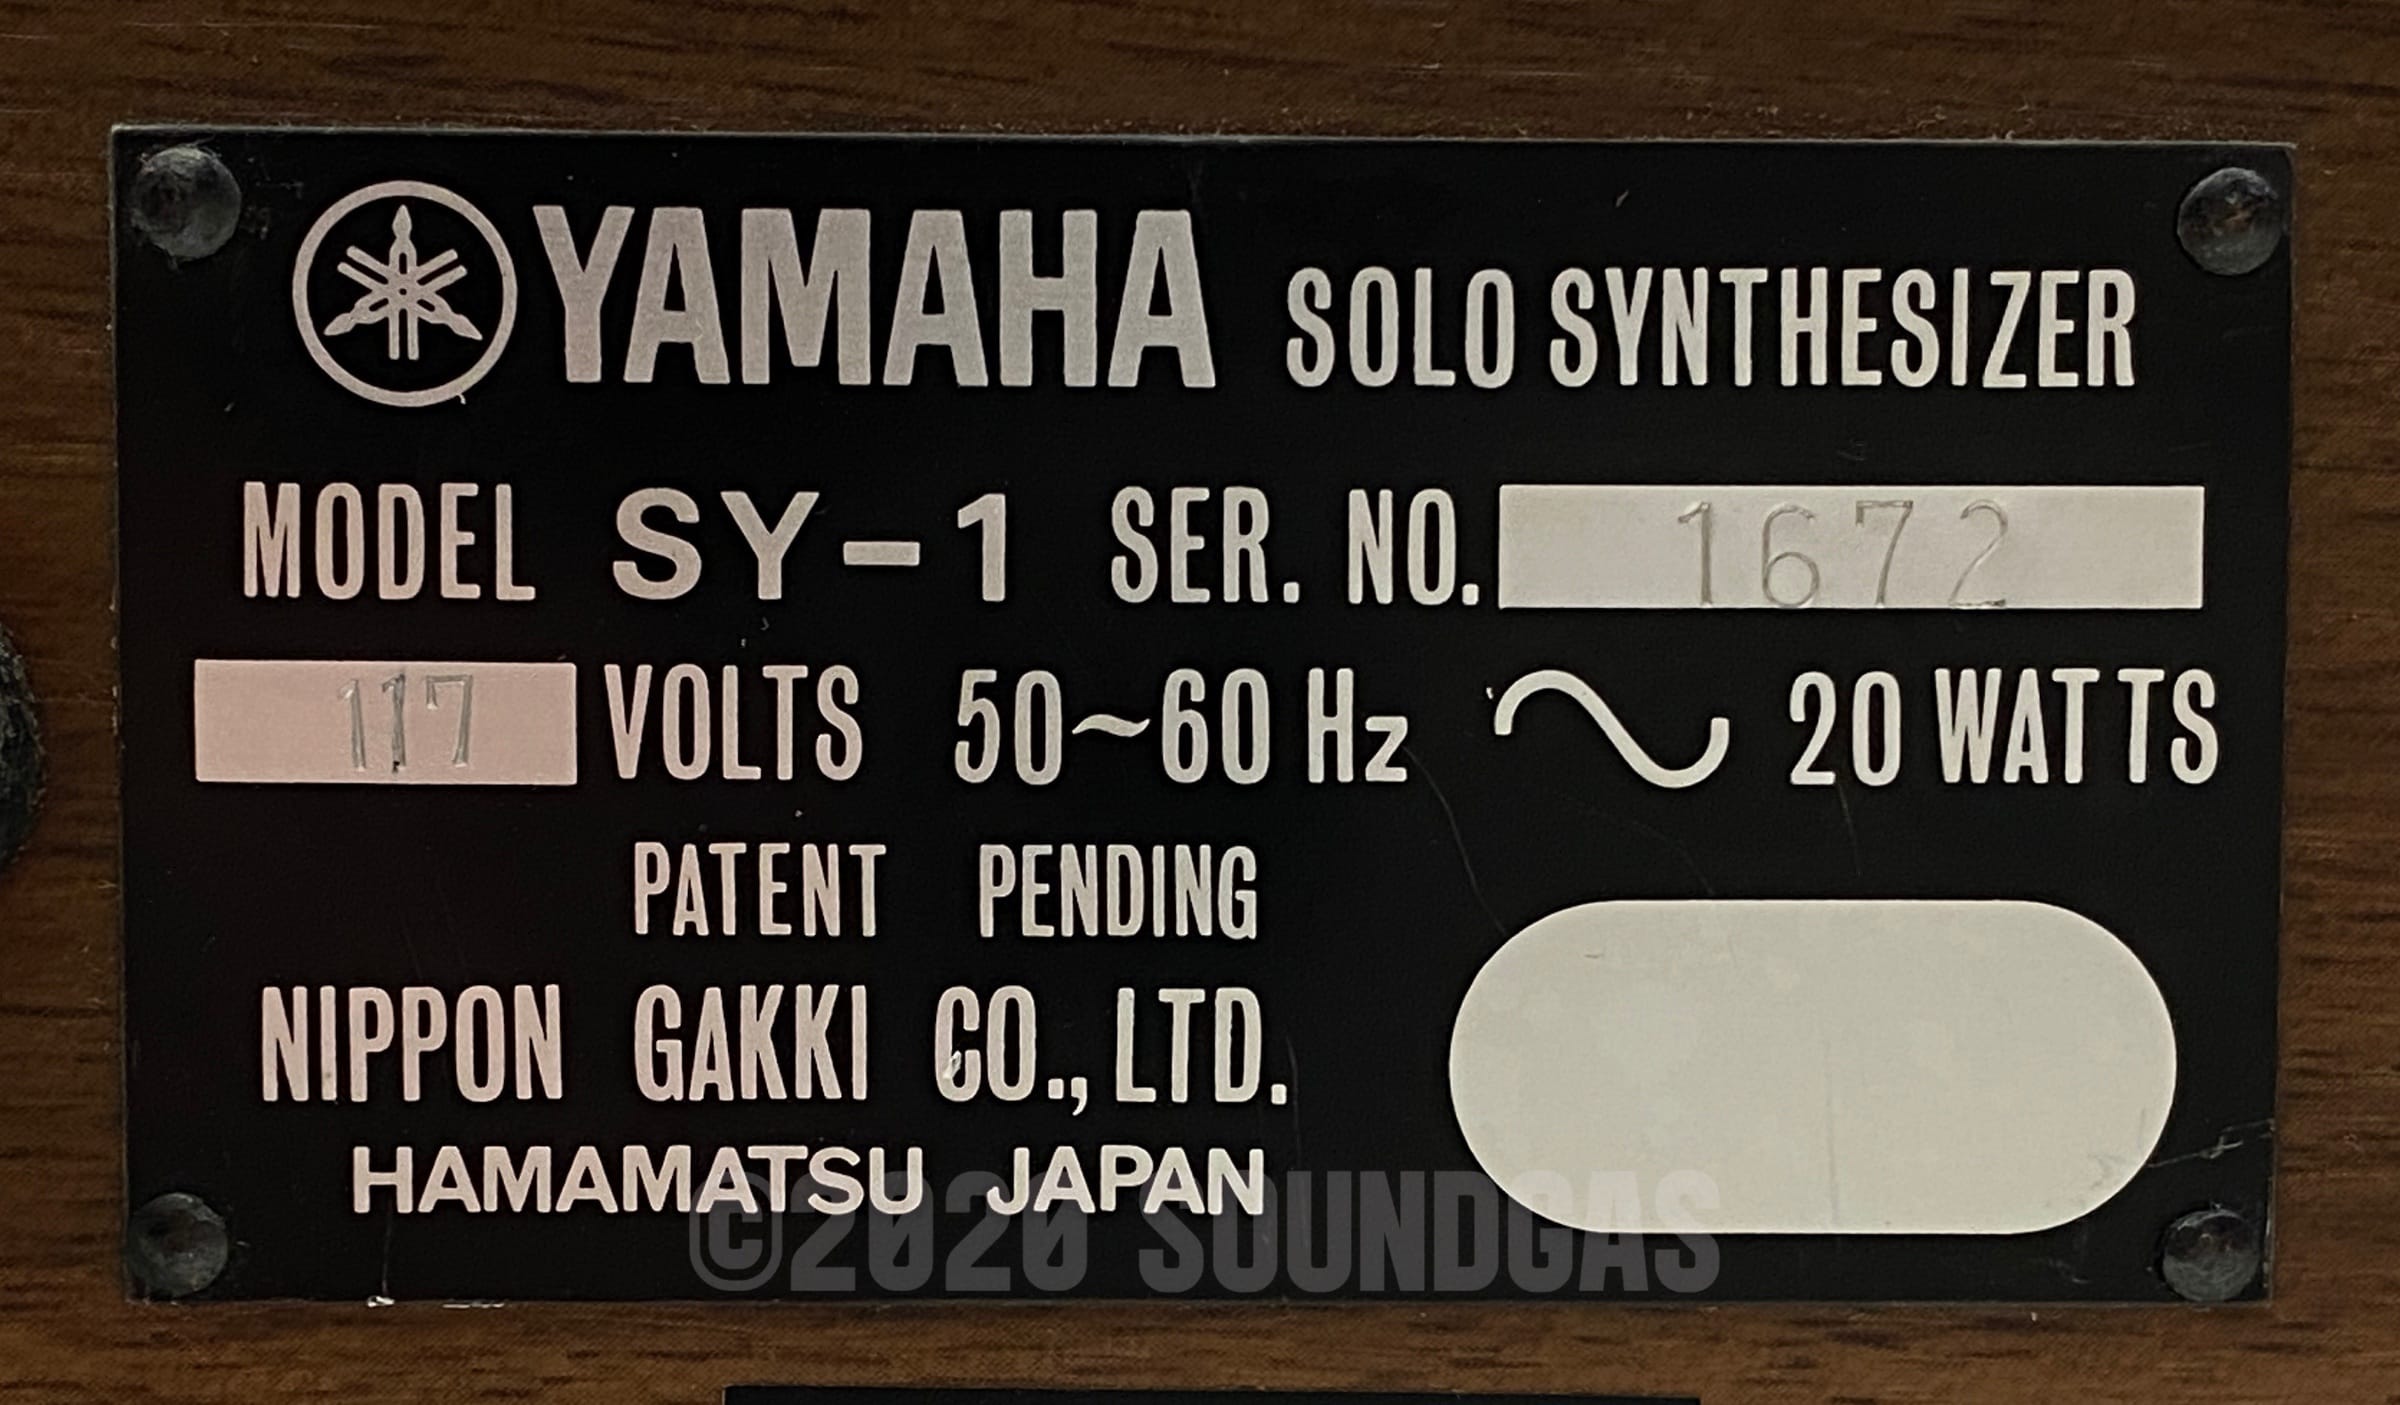 YAMAHA SOLO SYNTHESIZER
MODEL SY-1 SER. NO. 1672
117 VOLTS 50~60 Hz ~ 20 WATTS
PATENT PENDING
NIPPON GAKKI CO., LTD.
HAMAMATSU JAPAN
©2020 SOUNDGAS